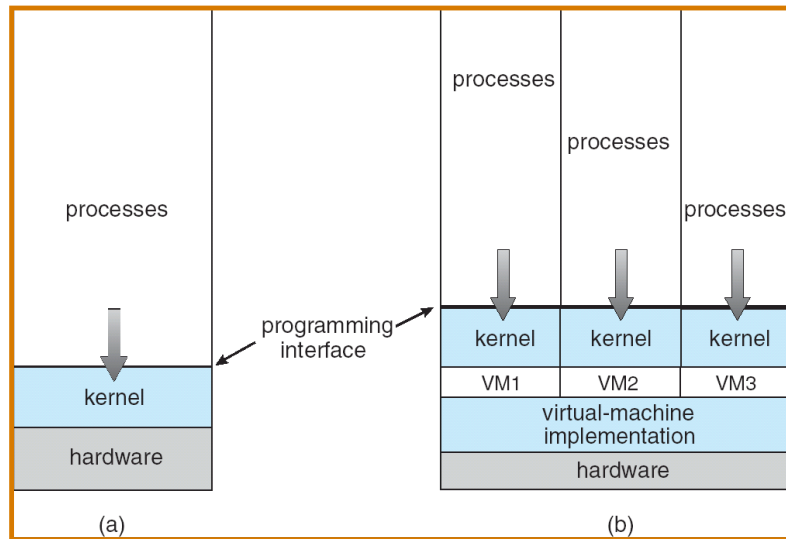 processes
processes
processes
processes
programming
interface
kernel
hardware
kernel
kernel
kernel
VM1
VM2
VM3
virtual-machine
implementation
hardware
(a)
(b)